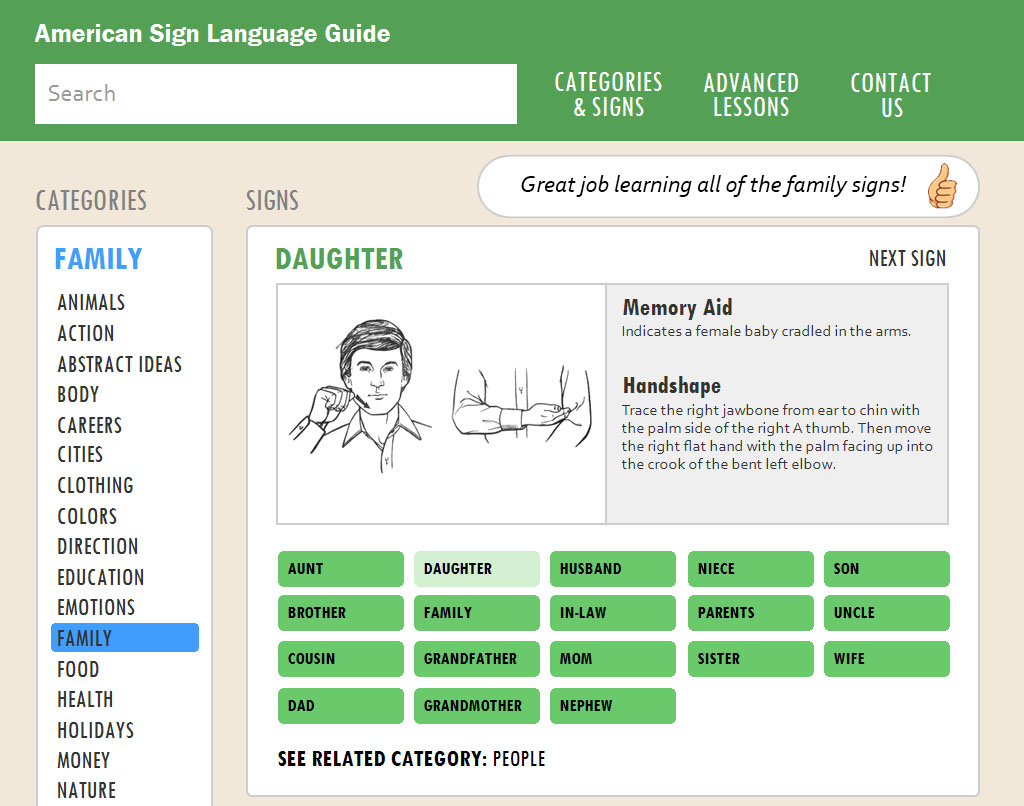 American Sign Language Guide
Search
CATEGORIES
& SIGNS
ADVANCED
LESSONS
CONTACT
US
Great job learning all of the family signs!
CATEGORIES
SIGNS
FAMILY
ANIMALS
ACTION
ABSTRACT IDEAS
BODY
CAREERS
CITIES
CLOTHING
COLORS
DIRECTION
EDUCATION
EMOTIONS
FAMILY
FOOD
HEALTH
HOLIDAYS
MONEY
NATURE
DAUGHTER
NEXT SIGN
Memory Aid
Indicates a female baby cradled in the arms.
Handshape
Trace the right jawbone from ear to chin with
the palm side of the right A thumb. Then move
the right flat hand with the palm facing up into
the crook of the bent left elbow.
AUNT
DAUGHTER
HUSBAND
NIECE
SON
BROTHER
FAMILY
IN-LAW
PARENTS
UNCLE
COUSIN
GRANDFATHER
MOM
SISTER
WIFE
DAD
GRANDMOTHER
NEPHEW
SEE RELATED CATEGORY: PEOPLE